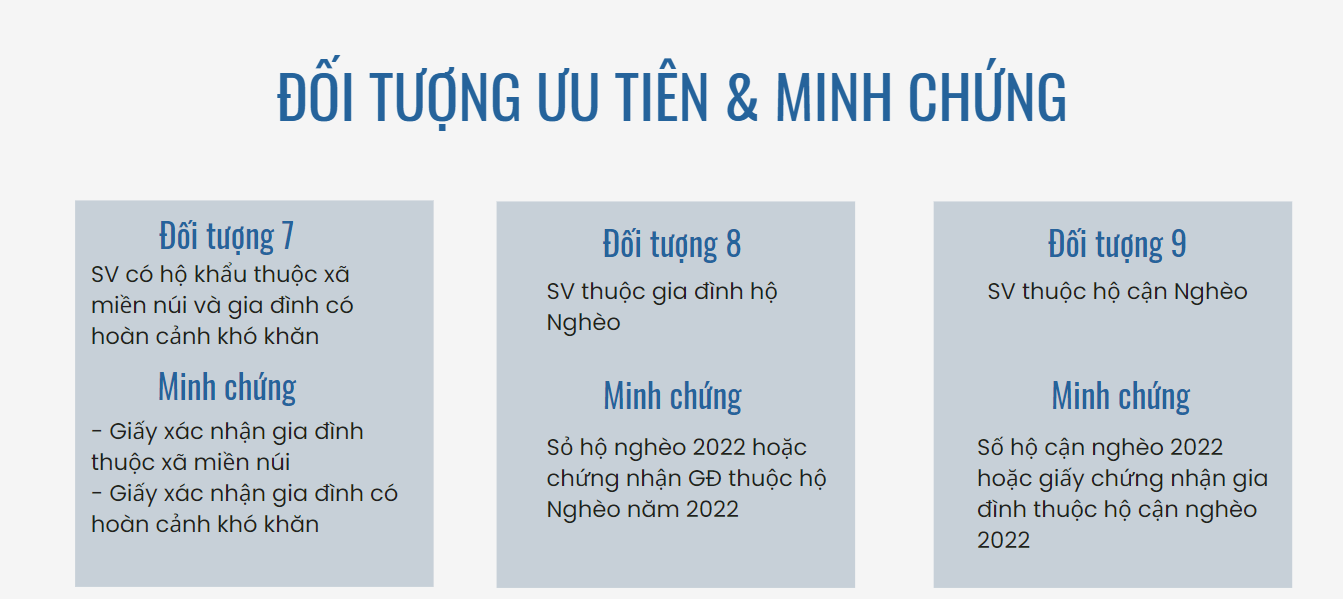 ĐỐI TƯỢNG ƯU TIÊN & MINH CHỨNG
Đối tượng 7
SV có hộ khẩu thuộc xã
miền núi và gia đình có
hoàn cảnh khó khăn
Minh chứng
- Giấy xác nhận gia đình
thuộc xã miền núi
- Giấy xác nhận gia đình có
hoàn cảnh khó khăn
Đối tượng 8
SV thuộc gia đình hộ
Nghèo
Minh chứng
Sỏ hộ nghèo 2022 hoặc
chứng nhận GĐ thuộc hộ
Nghèo năm 2022
Đối tượng 9
SV thuộc hộ cận Nghèo
Minh chứng
Số hộ cận nghèo 2022
hoặc giấy chứng nhận gia
đình thuộc hộ cận nghèo
2022